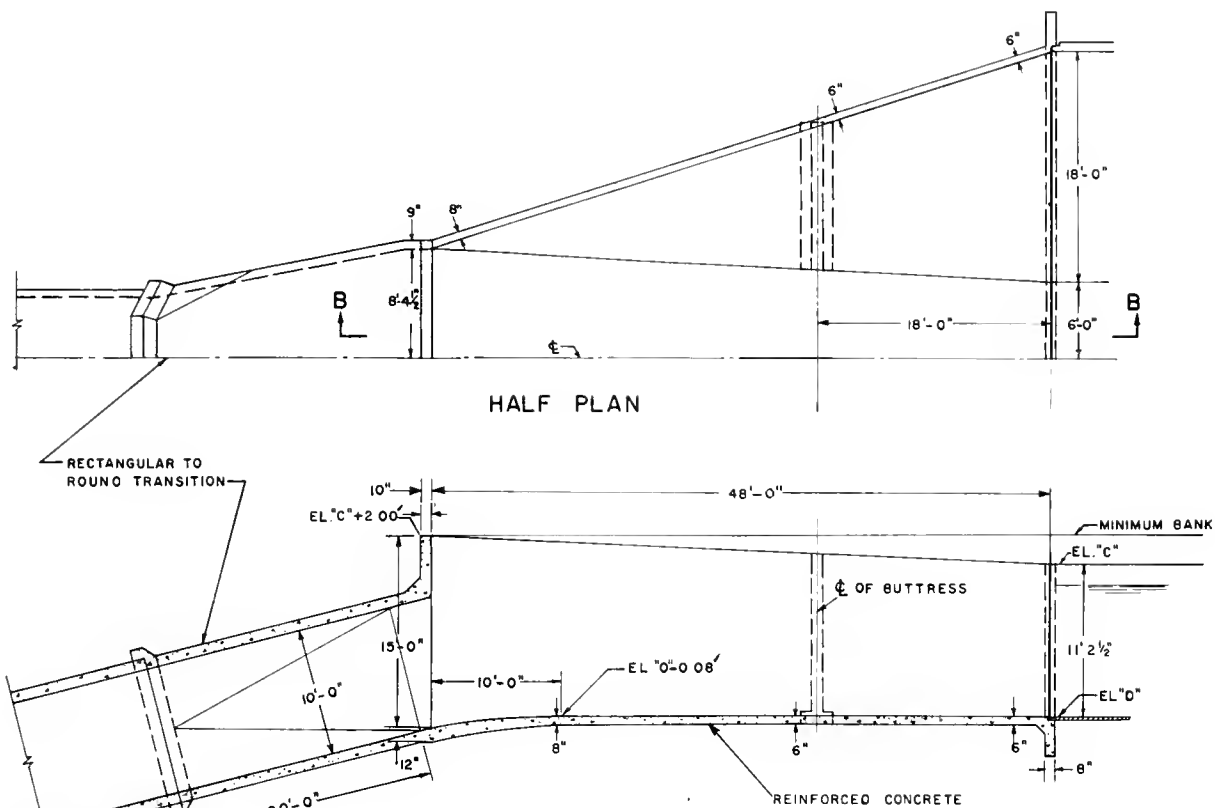 6"
6"
18'-0"
9"
8"
8'-4½"
B
B
18'-0"
6'-0"
℄
HALF PLAN
RECTANGULAR TO
ROUND TRANSITION
10"
48'-0"
EL."C"+2.00'
MINIMUM BANK
EL."C"
℄ OF BUTTRESS
15'-0"
11'2½"
10'-0"
EL "D"-0.08'
10'-0"
EL"D"
12"
8"
6"
6"
8"
REINFORCED CONCRETE